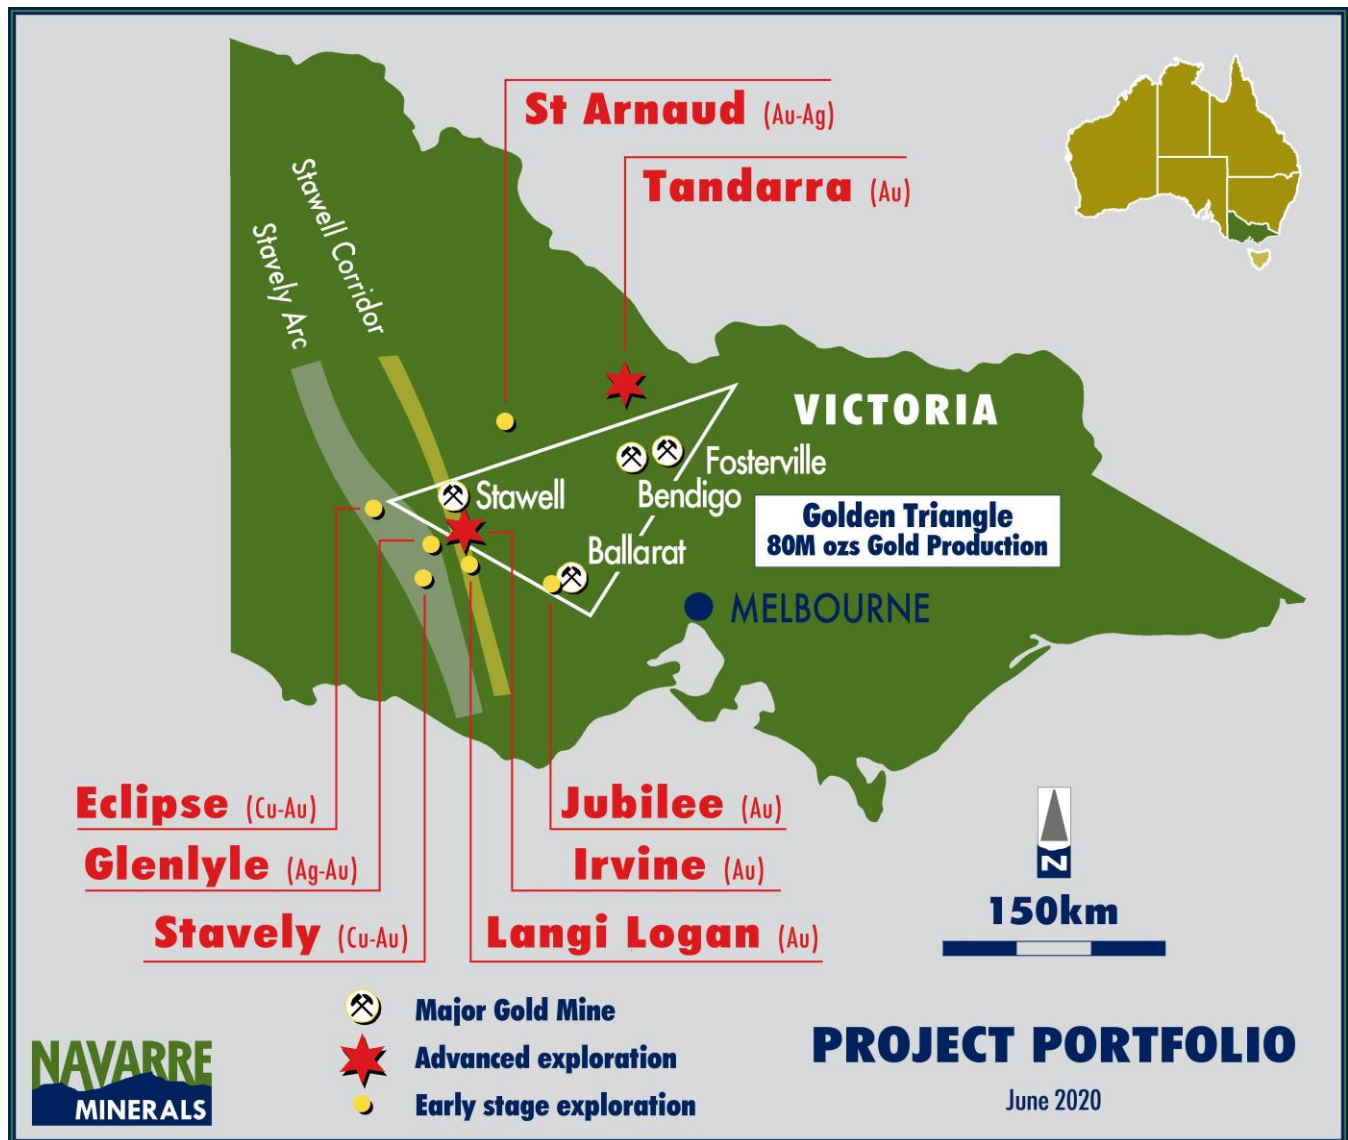 St Arnaud (Au-Ag)
Tandarra (Au)
Stawell Corridor
Stavely Arc
VICTORIA
Fosterville
Bendigo
Stawell
Golden Triangle
80M ozs Gold Production
Ballarat
MELBOURNE
Eclipse (Cu-Au)
Jubilee (Au)
Glenlyle (Ag-Au)
Irvine (Au)
Stavely (Cu-Au)
Langi Logan (Au)
N
150km
Major Gold Mine
Advanced exploration
Early stage exploration
PROJECT PORTFOLIO
June 2020
NAVARRE
MINERALS